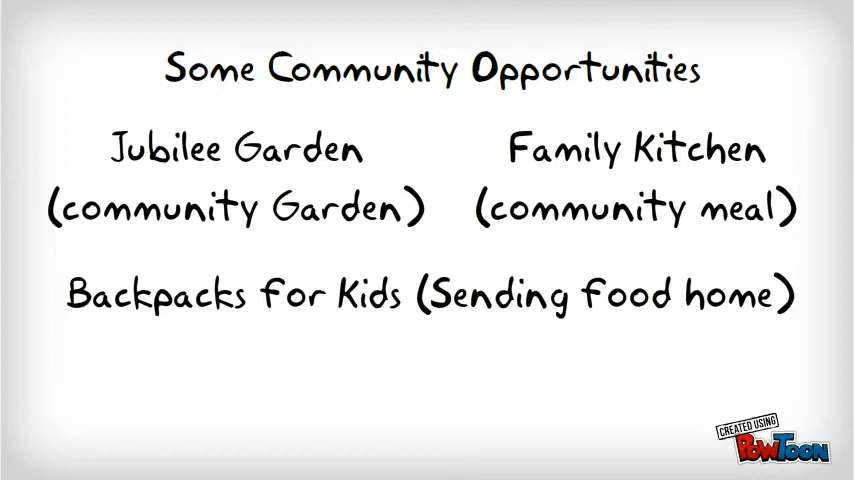 Some Community Opportunities
Jubilee Garden
(community Garden)
Family Kitchen
(community meal)
Backpacks for Kids (Sending food home)
CREATED USING
POWTOON